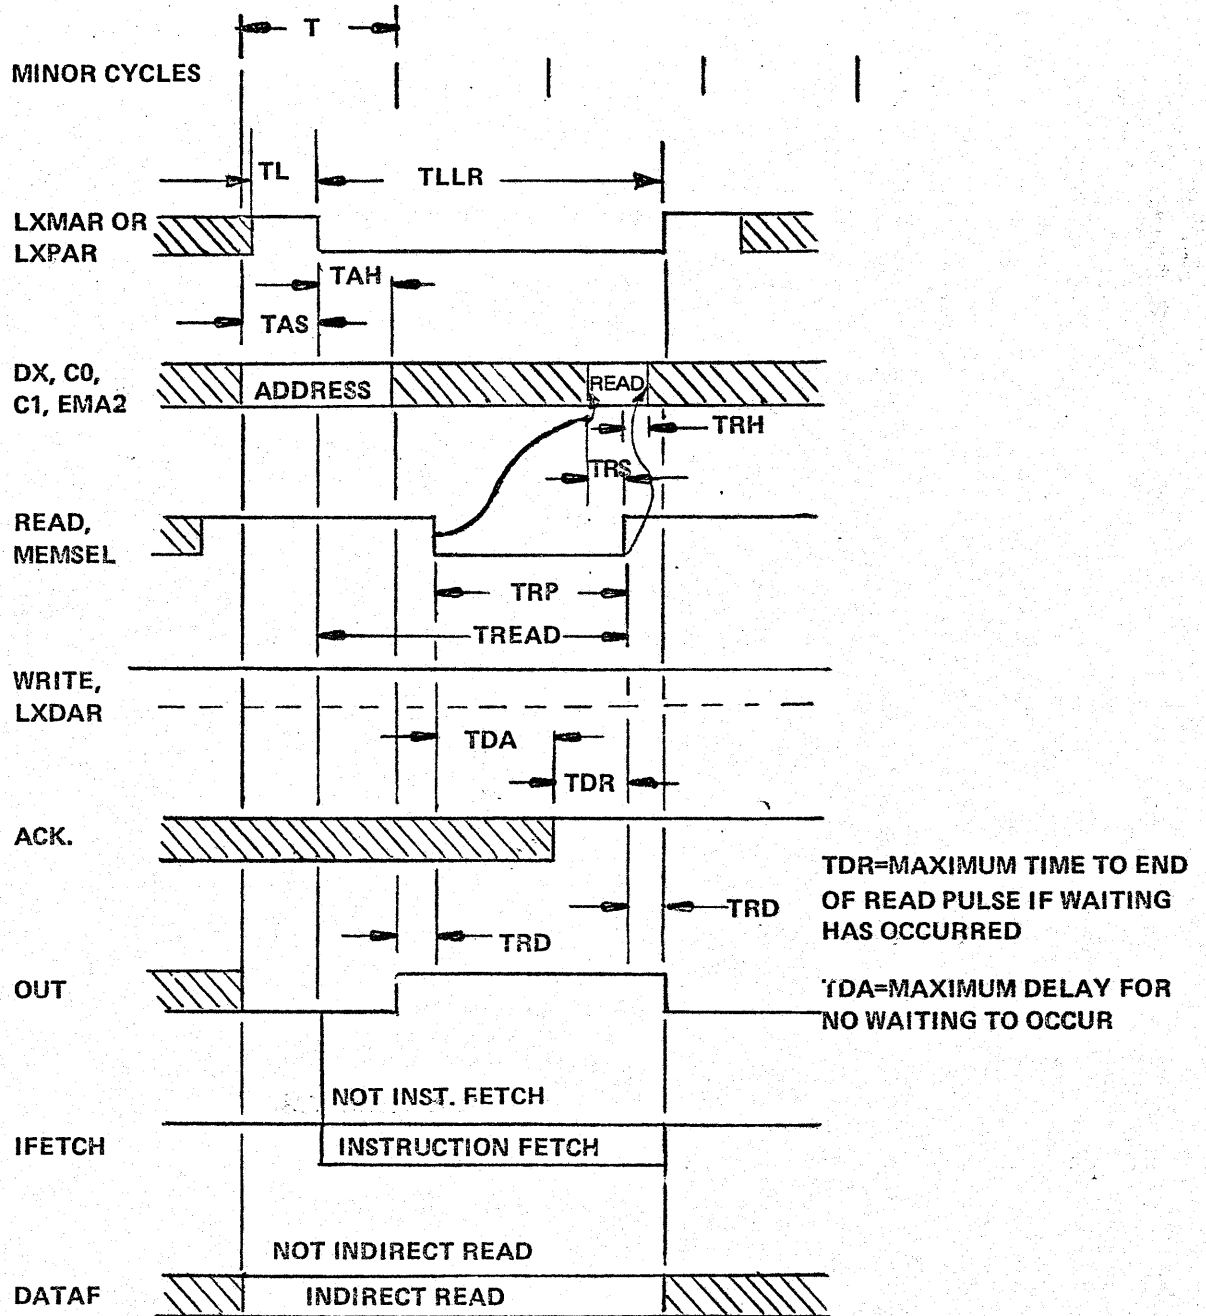 T
MINOR CYCLES
TL
TLLR
LXMAR OR
LXPAR
TAH
TAS
DX, C0,
C1, EMA2
ADDRESS
READ
TRH
TRS
READ,
MEMSEL
TRP
TREAD
WRITE,
LXDAR
TDA
TDR
ACK.
TDR=MAXIMUM TIME TO END
OF READ PULSE IF WAITING
HAS OCCURRED
TRD
TRD
OUT
TDA=MAXIMUM DELAY FOR
NO WAITING TO OCCUR
NOT INST. FETCH
IFETCH
INSTRUCTION FETCH
NOT INDIRECT READ
DATAF
INDIRECT READ